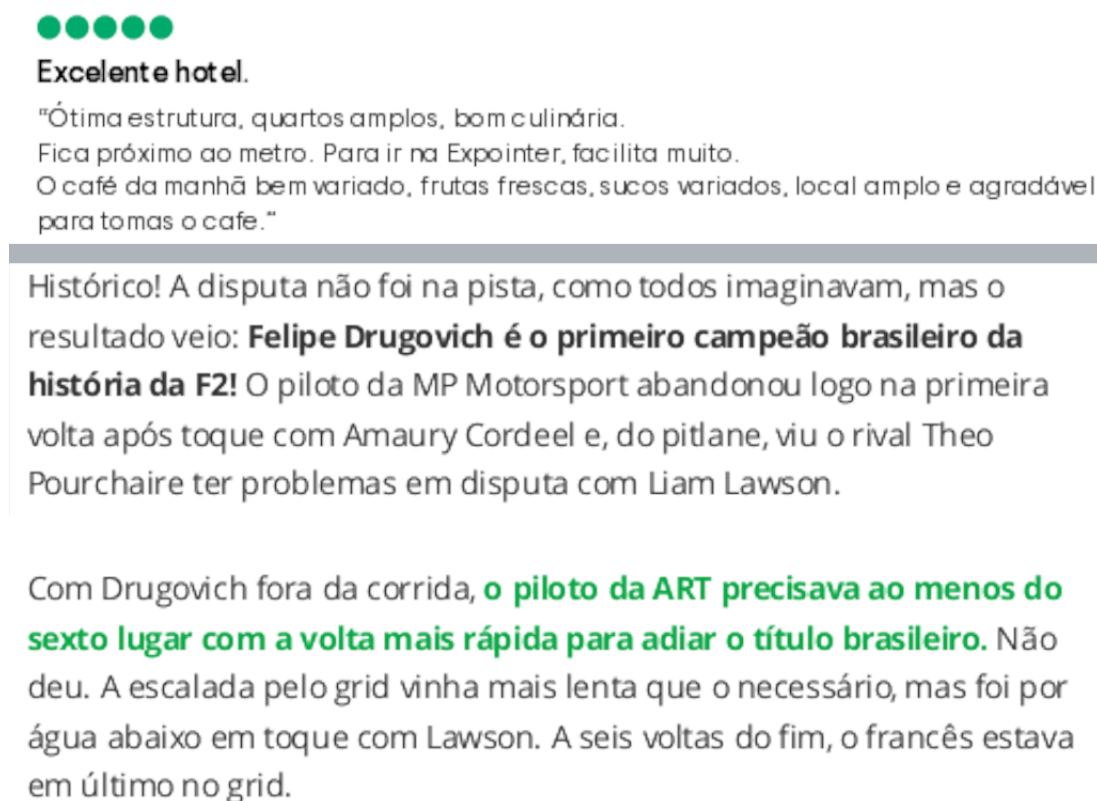 Excelente hotel.
"Ótima estrutura, quartos amplos, bom culinária.
Fica próximo ao metro. Para ir na Expointer, facilita muito.
O café da manhã bem variado, frutas frescas, sucos variados, local amplo e agradável
para tomas o cafe."
Histórico! A disputa não foi na pista, como todos imaginavam, mas o
resultado veio: Felipe Drugovich é o primeiro campeão brasileiro da
história da F2! O piloto da MP Motorsport abandonou logo na primeira
volta após toque com Amaury Cordeel e, do pitlane, viu o rival Theo
Pourchaire ter problemas em disputa com Liam Lawson.
Com Drugovich fora da corrida, o piloto da ART precisava ao menos do
sexto lugar com a volta mais rápida para adiar o título brasileiro. Não
deu. A escalada pelo grid vinha mais lenta que o necessário, mas foi por
água abaixo em toque com Lawson. A seis voltas do fim, o francês estava
em último no grid.